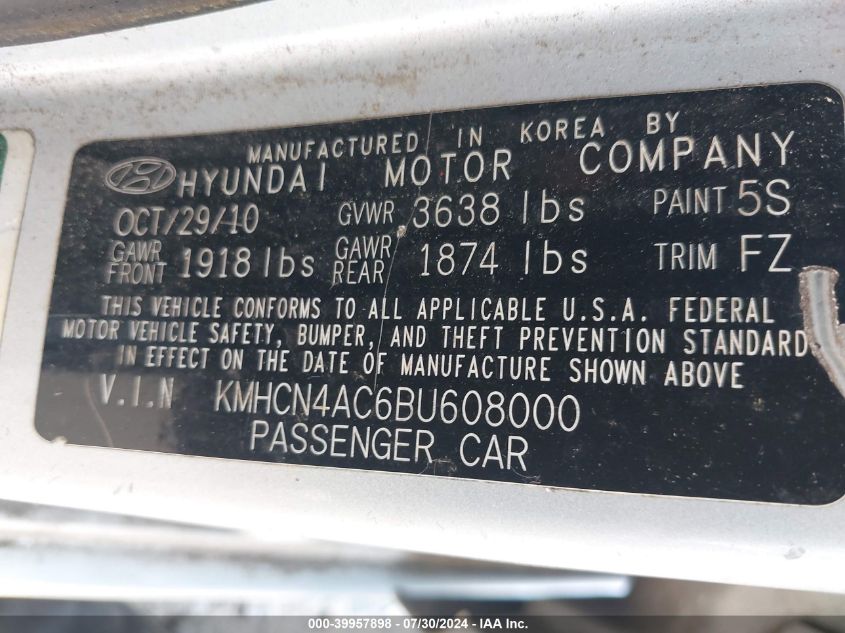 MANUFACTURED IN KOREA BY
HYUNDAI MOTOR COMPANY
OCT/29/10 GVWR 3638 lbs PAINT 5S
GAWR FRONT 1918 lbs GAWR REAR 1874 lbs TRIM FZ
THIS VEHICLE CONFORMS TO ALL APPLICABLE U.S.A. FEDERAL
MOTOR VEHICLE SAFETY, BUMPER, AND THEFT PREVENTION STANDARD
IN EFFECT ON THE DATE OF MANUFACTURE SHOWN ABOVE
V.I.N KMHCN4AC6BU608000
PASSENGER CAR
000-39957898 - 07/30/2024 - IAA Inc.